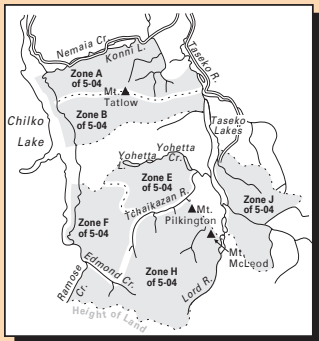 Nemaia Cr.
Konni L.
Taseko R.
Zone A
of 5-04
Mt.
Tatlow
Zone B
of 5-04
Chilko
Lake
Taseko
Lakes
Yohetta
L.
Yohetta
Cr.
Zone E
of 5-04
Tchaikazan R.
Zone J
of 5-04
Mt.
Pilkington
Zone F
of 5-04
Mt.
McLeod
Edmond Cr.
Zone H
of 5-04
Lord R.
Ramose
Cr.
Height of Land